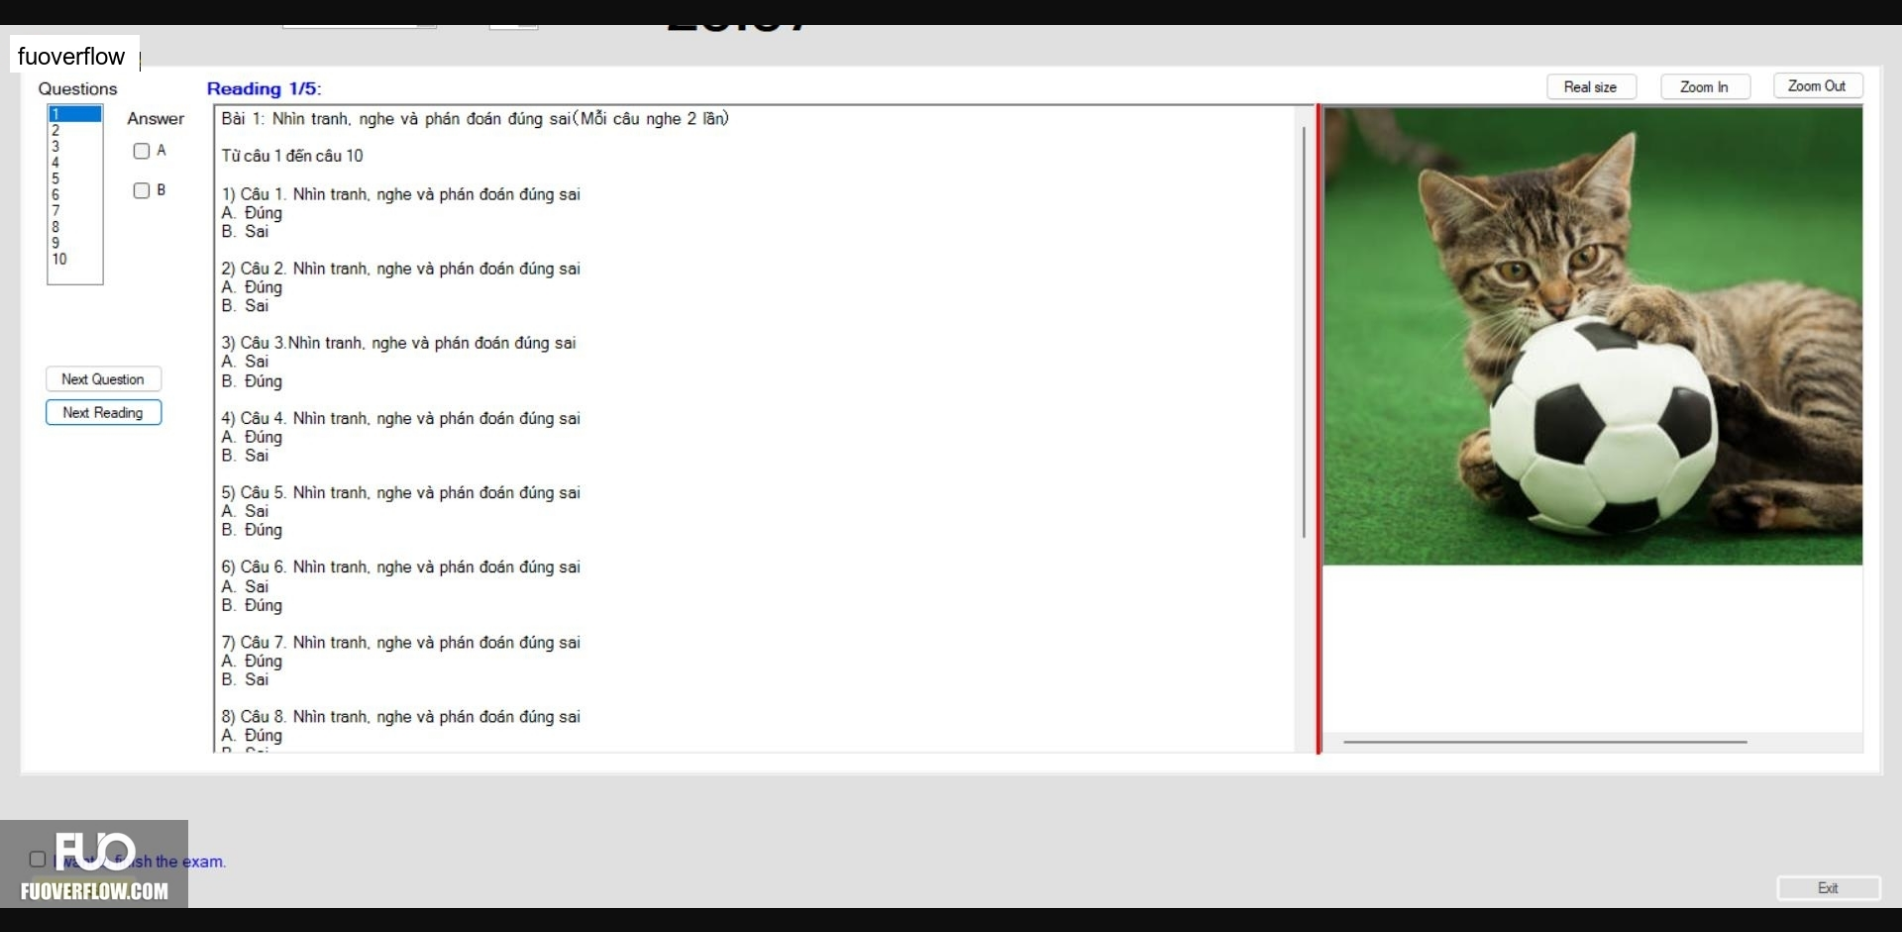 fuoverflow
Questions
Reading 1/5:
Real size
Zoom In
Zoom Out
1
2
3
4
5
6
7
8
9
10
Answer
A
B
Next Question
Next Reading
Bài 1: Nhìn tranh, nghe và phán đoán đúng sai(Mỗi câu nghe 2 lần)
Từ câu 1 đến câu 10
1) Câu 1. Nhìn tranh, nghe và phán đoán đúng sai
A. Đúng
B. Sai
2) Câu 2. Nhìn tranh, nghe và phán đoán đúng sai
A. Đúng
B. Sai
3) Câu 3.Nhìn tranh, nghe và phán đoán đúng sai
A. Sai
B. Đúng
4) Câu 4. Nhìn tranh, nghe và phán đoán đúng sai
A. Đúng
B. Sai
5) Câu 5. Nhìn tranh, nghe và phán đoán đúng sai
A. Sai
B. Đúng
6) Câu 6. Nhìn tranh, nghe và phán đoán đúng sai
A. Sai
B. Đúng
7) Câu 7. Nhìn tranh, nghe và phán đoán đúng sai
A. Đúng
B. Sai
8) Câu 8. Nhìn tranh, nghe và phán đoán đúng sai
A. Đúng
B. Sai
the exam.
FUO
FUOVERFLOW.COM
Exit